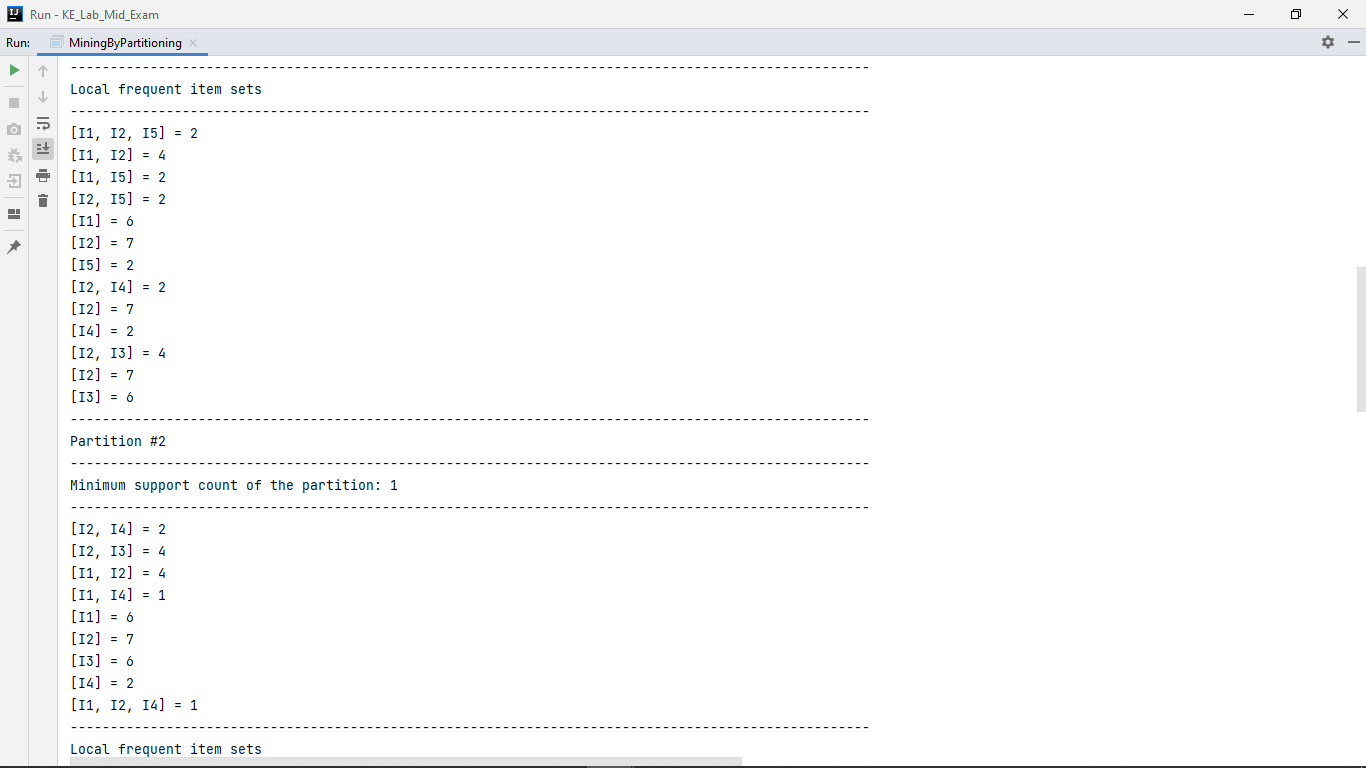 Run - KE_Lab_Mid_Exam
Run: MiningByPartitioning
----------------------------------------------------------------------------------------------------
Local frequent item sets
----------------------------------------------------------------------------------------------------
[I1, I2, I5] = 2
[I1, I2] = 4
[I1, I5] = 2
[I2, I5] = 2
[I1] = 6
[I2] = 7
[I5] = 2
[I2, I4] = 2
[I2] = 7
[I4] = 2
[I2, I3] = 4
[I2] = 7
[I3] = 6
----------------------------------------------------------------------------------------------------
Partition #2
----------------------------------------------------------------------------------------------------
Minimum support count of the partition: 1
----------------------------------------------------------------------------------------------------
[I2, I4] = 2
[I2, I3] = 4
[I1, I2] = 4
[I1, I4] = 1
[I1] = 6
[I2] = 7
[I3] = 6
[I4] = 2
[I1, I2, I4] = 1
----------------------------------------------------------------------------------------------------
Local frequent item sets